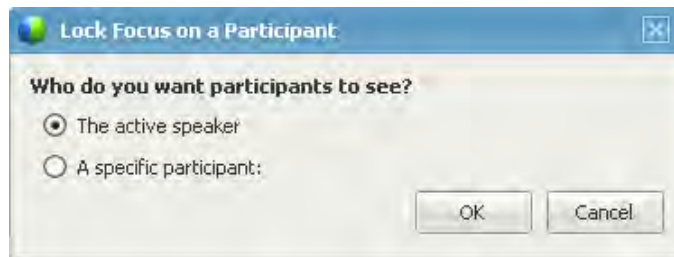 Lock Focus on a Participant
Who do you want participants to see?
The active speaker
A specific participant:
OK
Cancel